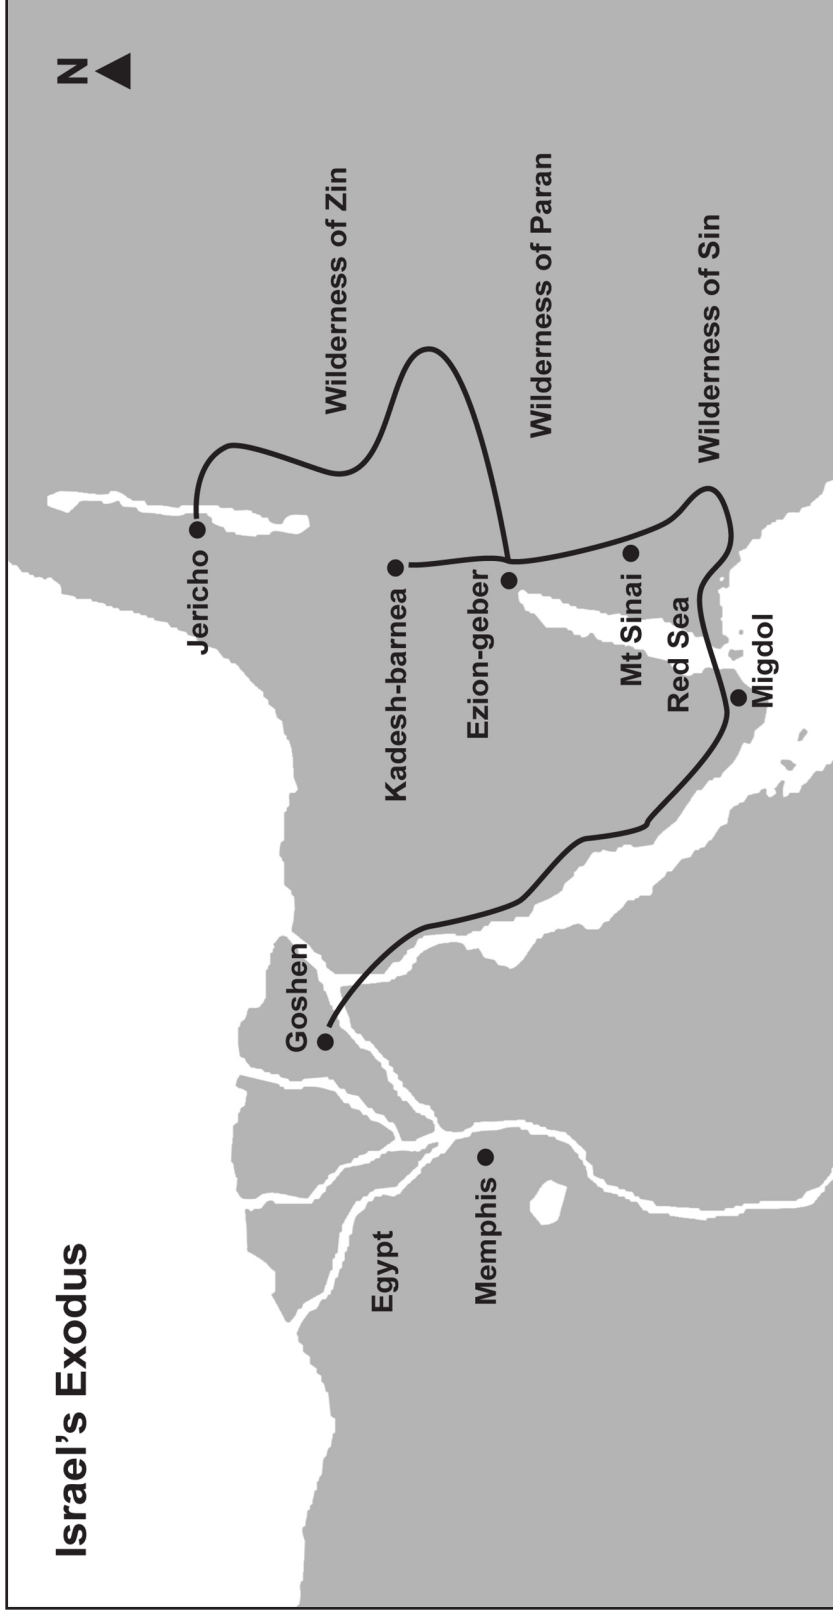 Israel's Exodus
N
Jericho
Wilderness of Zin
Goshen
Kadesh-barnea
Egypt
Ezion-geber
Wilderness of Paran
Memphis
Mt Sinai
Red Sea
Wilderness of Sin
Migdol